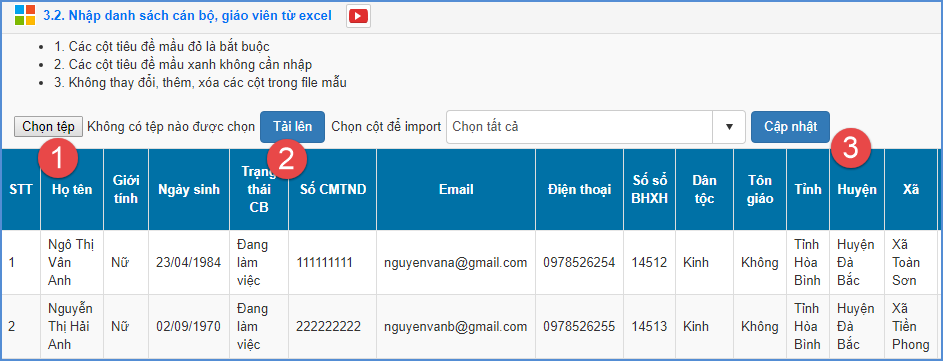 3.2. Nhập danh sách cán bộ, giáo viên từ excel
1. Các cột tiêu đề mầu đỏ là bắt buộc
2. Các cột tiêu đề mầu xanh không cần nhập
3. Không thay đổi, thêm, xóa các cột trong file mẫu
Chọn tệp Không có tệp nào được chọn Tải lên Chọn cột để import Chọn tất cả Cập nhật
1 2 3
STT Họ tên Giới tính Ngày sinh Trạng thái CB Số CMTND Email Điện thoại Số sổ BHXH Dân tộc Tôn giáo Tỉnh Huyện Xã
1 Ngô Thị Vân Anh Nữ 23/04/1984 Đang làm việc 111111111 nguyenvana@gmail.com 0978526254 14512 Kinh Không Tỉnh Hòa Bình Huyện Đà Bắc Xã Toàn Sơn
2 Nguyễn Thị Hải Anh Nữ 02/09/1970 Đang làm việc 222222222 nguyenvanb@gmail.com 0978526255 14513 Kinh Không Tỉnh Hòa Bình Huyện Đà Bắc Xã Tiền Phong